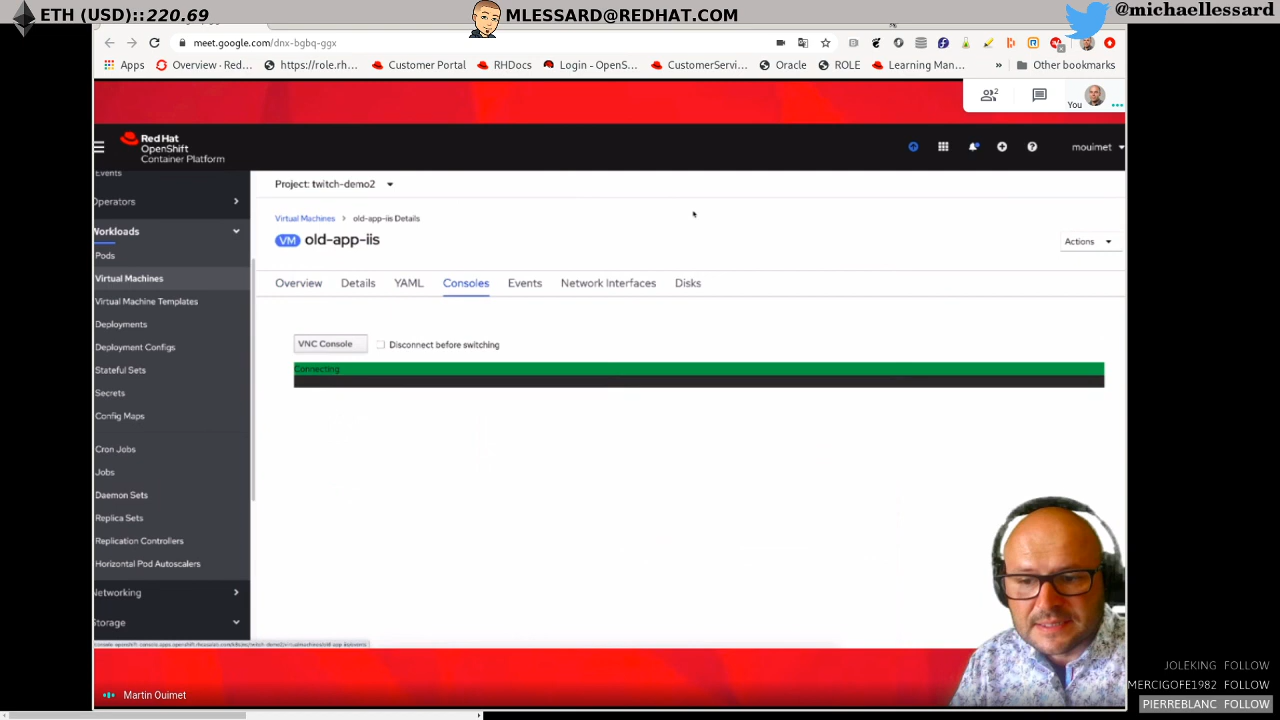 ETH (USD)::220.69
MLESSARD@REDHAT.COM
@michaellessard
meet.google.com/dnx-bgbq-ggx
Apps
Overview - Red...
https://role.rh...
Customer Portal
RHDocs
Login - OpenS...
CustomerServi...
Oracle
ROLE
Learning Man...
»
Other bookmarks
2
You
Red Hat
OpenShift
Container Platform
mouimet
Events
Operators
Workloads
Pods
Virtual Machines
Virtual Machine Templates
Deployments
Deployment Configs
Stateful Sets
Secrets
Config Maps
Cron Jobs
Jobs
Daemon Sets
Replica Sets
Replication Controllers
Horizontal Pod Autoscalers
Networking
Storage
Project: twitch-demo2
Virtual Machines > old-app-iis Details
VM old-app-iis
Actions
Overview
Details
YAML
Consoles
Events
Network Interfaces
Disks
VNC Console
Disconnect before switching
Connecting
Martin Ouimet
JOLEKING FOLLOW
MERCIGOFE1982 FOLLOW
PIERREBLANC FOLLOW